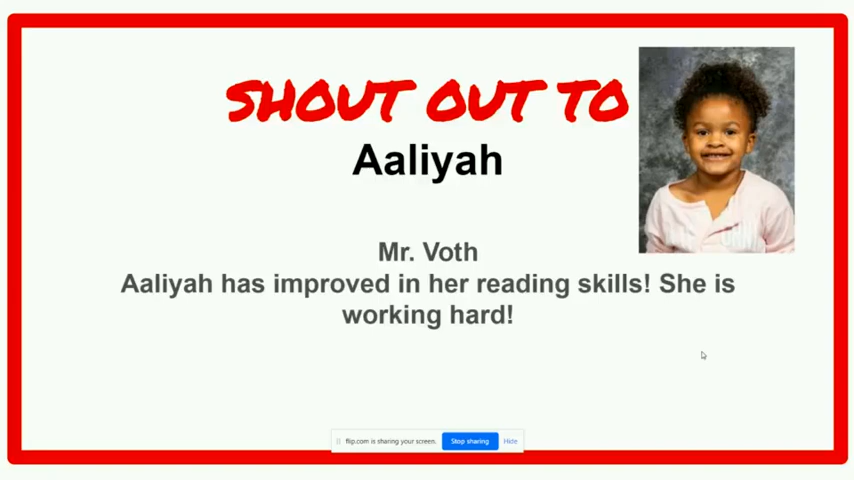 SHOUT OUT TO
Aaliyah
Mr. Voth
Aaliyah has improved in her reading skills! She is
working hard!
flip.com is sharing your screen. Stop sharing Hide